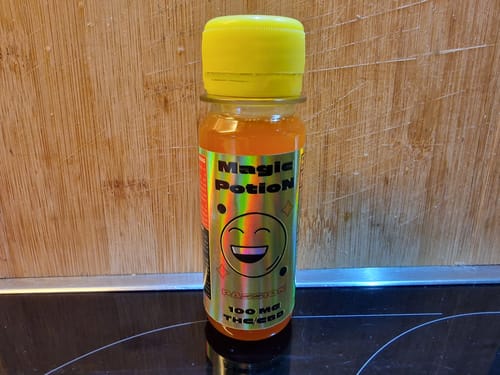 Magic
PotioN
100 MG
THC CBD